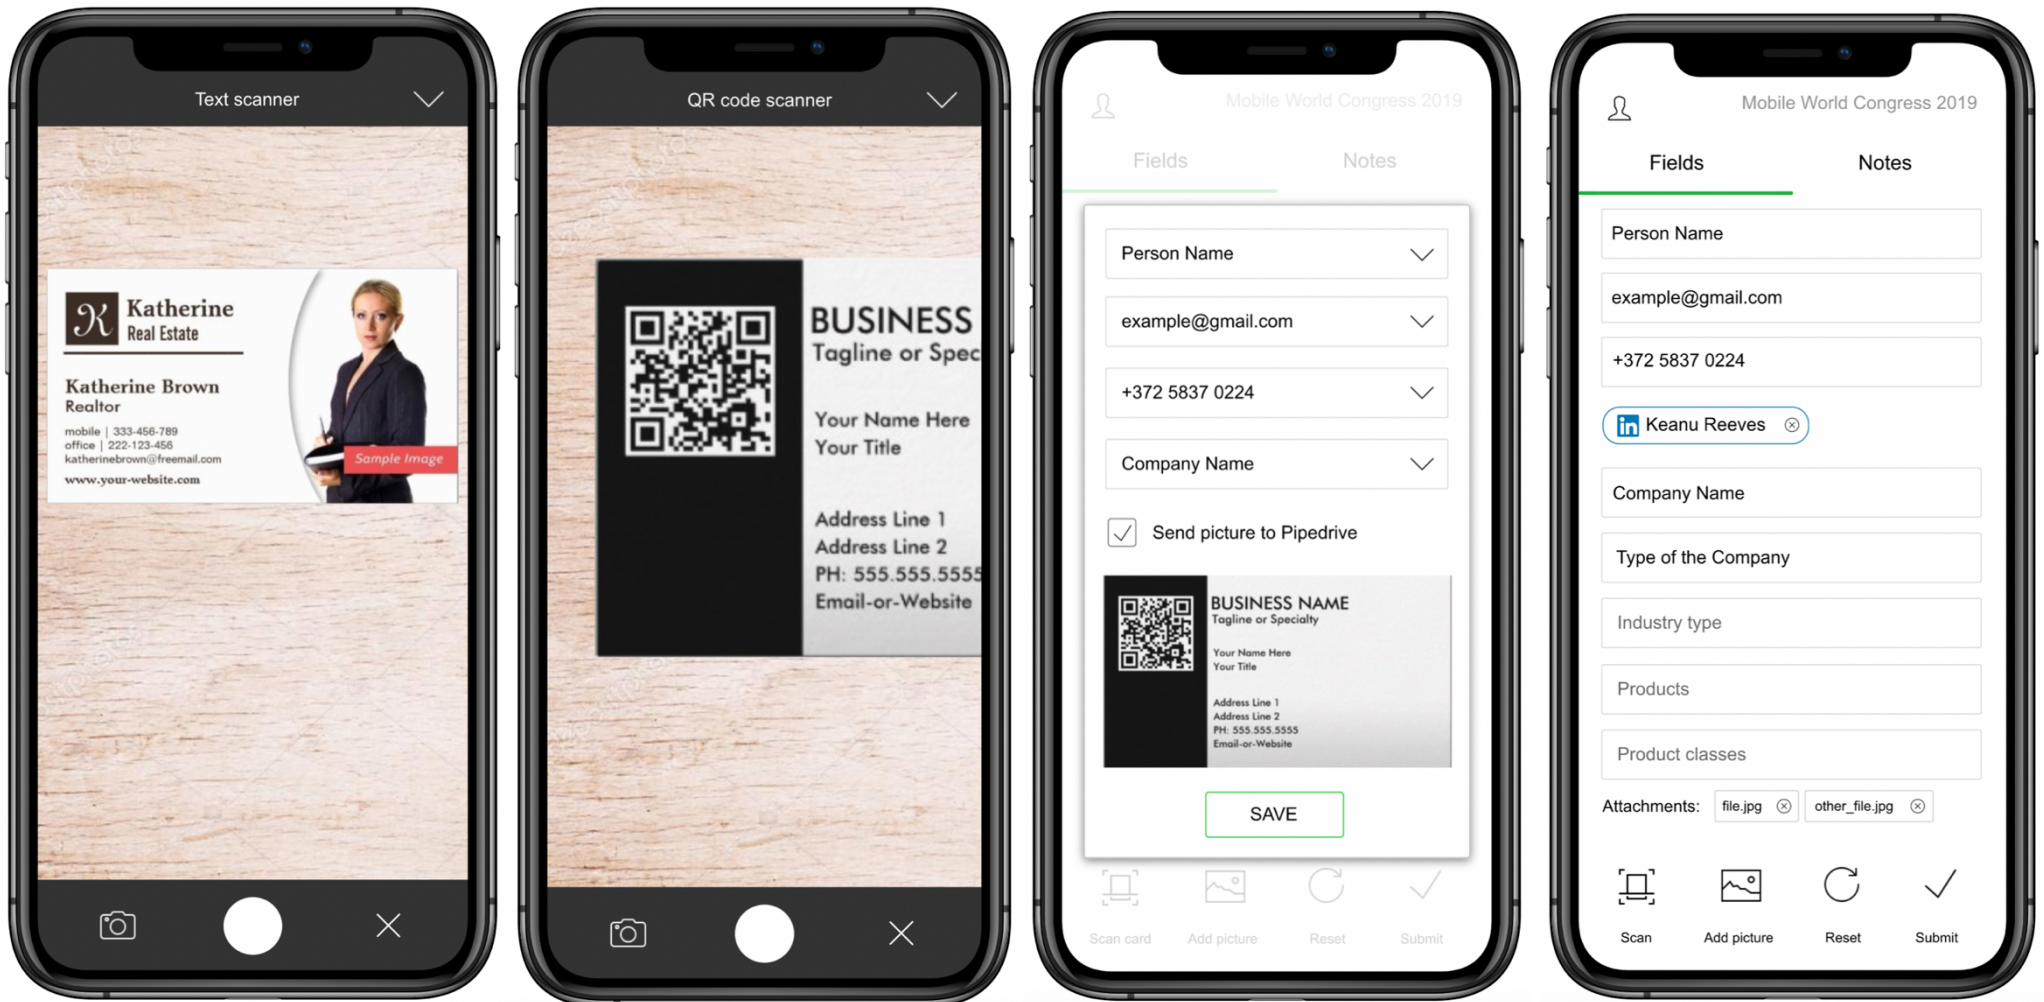 Text scanner
K
Katherine
Real Estate
Katherine Brown
Realtor
mobile | 333-456-789
office | 222-123-456
katherinebrown@freemail.com
www.your-website.com
Sample Image
QR code scanner
BUSINESS
Tagline or Spec
Your Name Here
Your Title
Address Line 1
Address Line 2
PH: 555.555.5555
Email-or-Website
Mobile World Congress 2019
Fields Notes
Person Name
example@gmail.com
+372 5837 0224
Company Name
Send picture to Pipedrive
BUSINESS NAME
Tagline or Specialty
Your Name Here
Your Title
Address Line 1
Address Line 2
PH: 555.555.5555
Email-or-Website
SAVE
Scan card Add picture Reset Submit
Mobile World Congress 2019
Fields Notes
Person Name
example@gmail.com
+372 5837 0224
in Keanu Reeves
Company Name
Type of the Company
Industry type
Products
Product classes
Attachments: file.jpg other_file.jpg
Scan Add picture Reset Submit